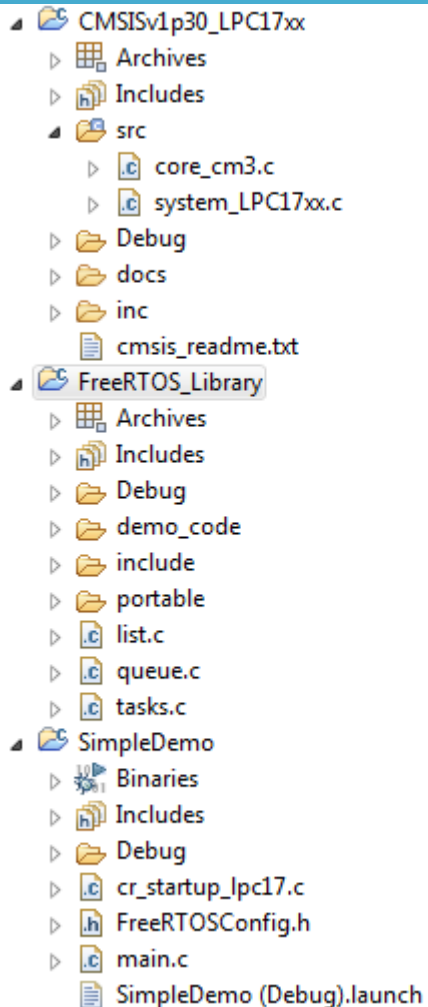 CMSISv1p30_LPC17xx
Archives
Includes
src
core_cm3.c
system_LPC17xx.c
Debug
docs
inc
cmsis_readme.txt
FreeRTOS_Library
Archives
Includes
Debug
demo_code
include
portable
list.c
queue.c
tasks.c
SimpleDemo
Binaries
Includes
Debug
cr_startup_lpc17.c
FreeRTOSConfig.h
main.c
SimpleDemo (Debug).launch